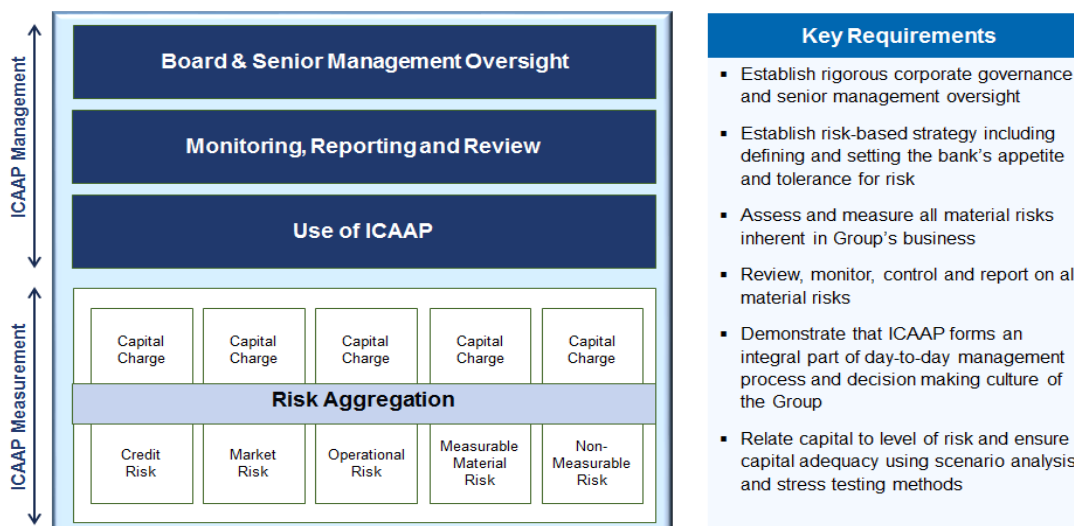 ICAAP Management
Board & Senior Management Oversight
Monitoring, Reporting and Review
Use of ICAAP
ICAAP Measurement
Capital
Charge
Capital
Charge
Capital
Charge
Capital
Charge
Capital
Charge
Risk Aggregation
Credit
Risk
Market
Risk
Operational
Risk
Measurable
Material
Risk
Non-
Measurable
Risk
Key Requirements
▪ Establish rigorous corporate governance
and senior management oversight
▪ Establish risk-based strategy including
defining and setting the bank's appetite
and tolerance for risk
▪ Assess and measure all material risks
inherent in Group's business
▪ Review, monitor, control and report on al
material risks
▪ Demonstrate that ICAAP forms an
integral part of day-to-day management
process and decision making culture of
the Group
▪ Relate capital to level of risk and ensure
capital adequacy using scenario analysis
and stress testing methods